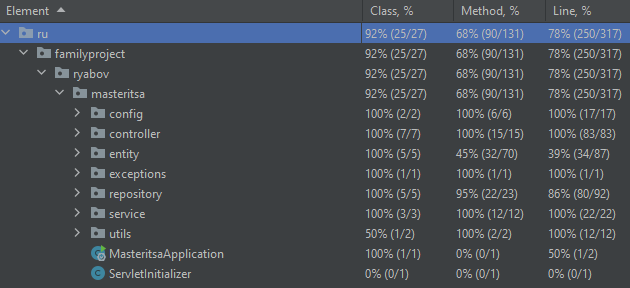 Element Class, % Method, % Line, %
ru 92% (25/27) 68% (90/131) 78% (250/317)
familyproject 92% (25/27) 68% (90/131) 78% (250/317)
ryabov 92% (25/27) 68% (90/131) 78% (250/317)
masteritsa 92% (25/27) 68% (90/131) 78% (250/317)
config 100% (2/2) 100% (6/6) 100% (17/17)
controller 100% (7/7) 100% (15/15) 100% (83/83)
entity 100% (5/5) 45% (32/70) 39% (34/87)
exceptions 100% (1/1) 100% (1/1) 100% (1/1)
repository 100% (5/5) 95% (22/23) 86% (80/92)
service 100% (3/3) 100% (12/12) 100% (22/22)
utils 50% (1/2) 100% (2/2) 100% (12/12)
MasteritsaApplication 100% (1/1) 0% (0/1) 50% (1/2)
ServletInitializer 0% (0/1) 0% (0/1) 0% (0/1)